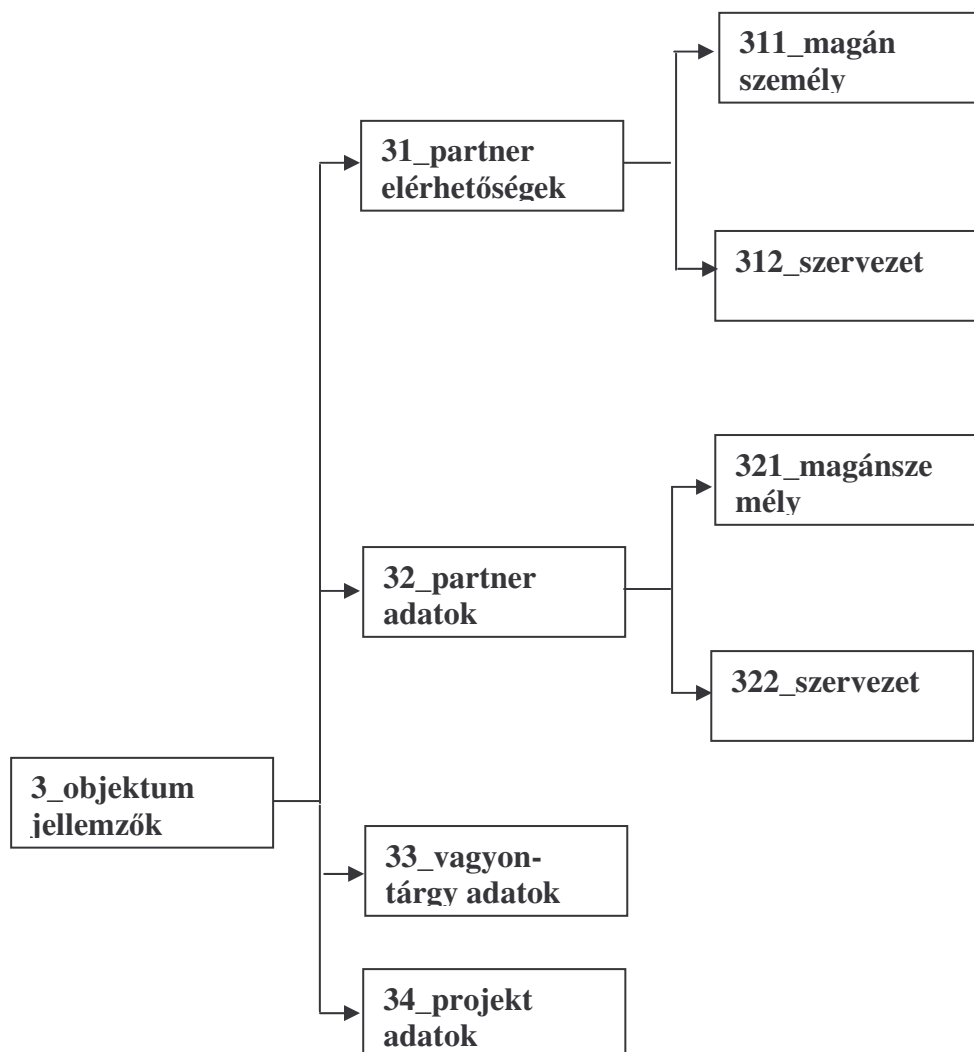 311_magán
személy
31_partner
elérhetőségek
312_szervezet
321_magánsze
mély
32_partner
adatok
322_szervezet
3_objektum
jellemzők
33_vagyon-
tárgy adatok
34_projekt
adatok